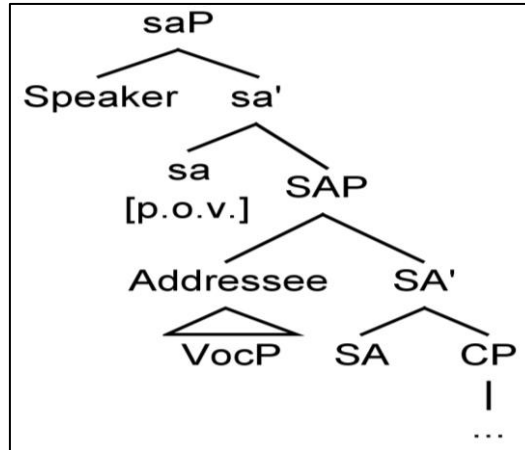 saP
Speaker sa'
sa SAP
[p.o.v.]
Addressee SA'
VocP SA CP
...